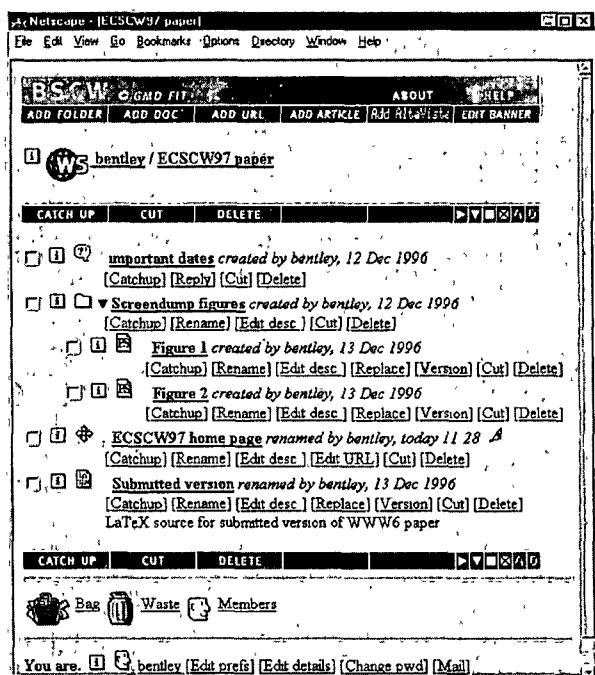 Netscape - [ECSCW97 paper]
File Edit View Go Bookmarks Options Directory Window Help
BSCW GMD FIT ABOUT HELP
ADD FOLDER ADD DOC ADD URL ADD ARTICLE Add AltaVista EDIT BANNER
i WS bentley / ECSCW97 paper
CATCH UP CUT DELETE
i important dates created by bentley, 12 Dec 1996
[Catchup] [Reply] [Cut] [Delete]
i Screendump figures created by bentley, 12 Dec 1996
[Catchup] [Rename] [Edit desc ] [Cut] [Delete]
i Figure 1 created by bentley, 13 Dec 1996
[Catchup] [Rename] [Edit desc ] [Replace] [Version] [Cut] [Delete]
i Figure 2 created by bentley, 13 Dec 1996
[Catchup] [Rename] [Edit desc ] [Replace] [Version] [Cut] [Delete]
i ECSCW97 home page renamed by bentley, today 11 28
[Catchup] [Rename] [Edit desc ] [Edit URL] [Cut] [Delete]
i Submitted version renamed by bentley, 13 Dec 1996
[Catchup] [Rename] [Edit desc ] [Replace] [Version] [Cut] [Delete]
LaTeX source for submitted version of WWW6 paper
CATCH UP CUT DELETE
Bag Waste Members
You are. i bentley [Edit prefs] [Edit details] [Change pwd] [Mail]